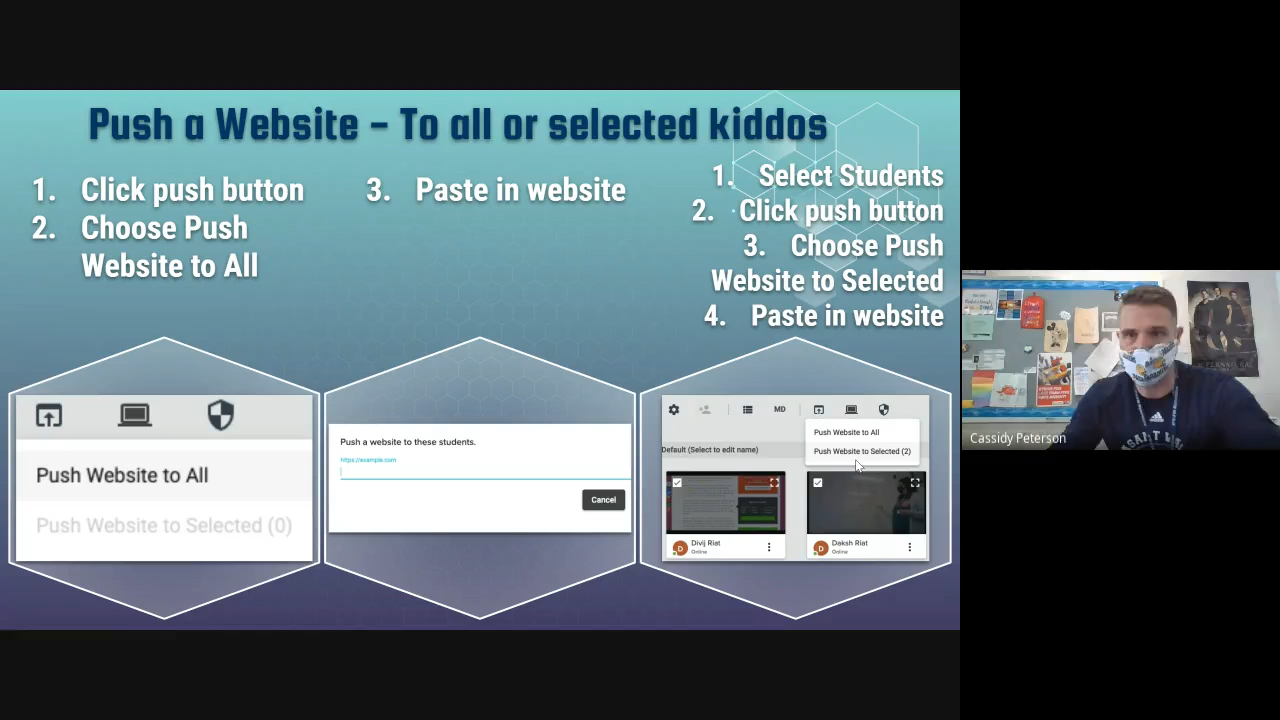 Push a Website – To all or selected kiddos
1. Click push button
2. Choose Push
Website to All
3. Paste in website
1. Select Students
2. Click push button
3. Choose Push
Website to Selected
4. Paste in website
Push Website to All
Push Website to Selected (0)
Push a website to these students.
https://example.com
Cancel
MD
Push Website to All
Push Website to Selected (2)
Default (Select to edit name)
D Divij Riat
Online
D Daksh Riat
Online
Cassidy Peterson